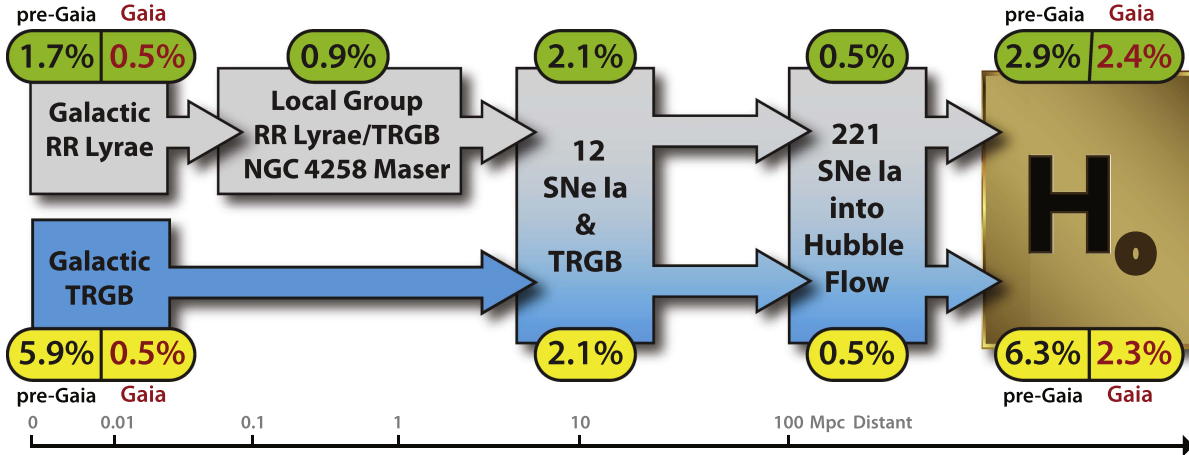 pre-Gaia Gaia
1.7% 0.5%
0.9%
2.1%
0.5%
pre-Gaia Gaia
2.9% 2.4%
Galactic
RR Lyrae
Local Group
RR Lyrae/TRGB
NGC 4258 Maser
12
SNe Ia
&
TRGB
221
SNe Ia
into
Hubble
Flow
H₀
Galactic
TRGB
5.9% 0.5%
pre-Gaia Gaia
2.1%
0.5%
6.3% 2.3%
pre-Gaia Gaia
0 0.01 0.1 1 10 100 Mpc Distant